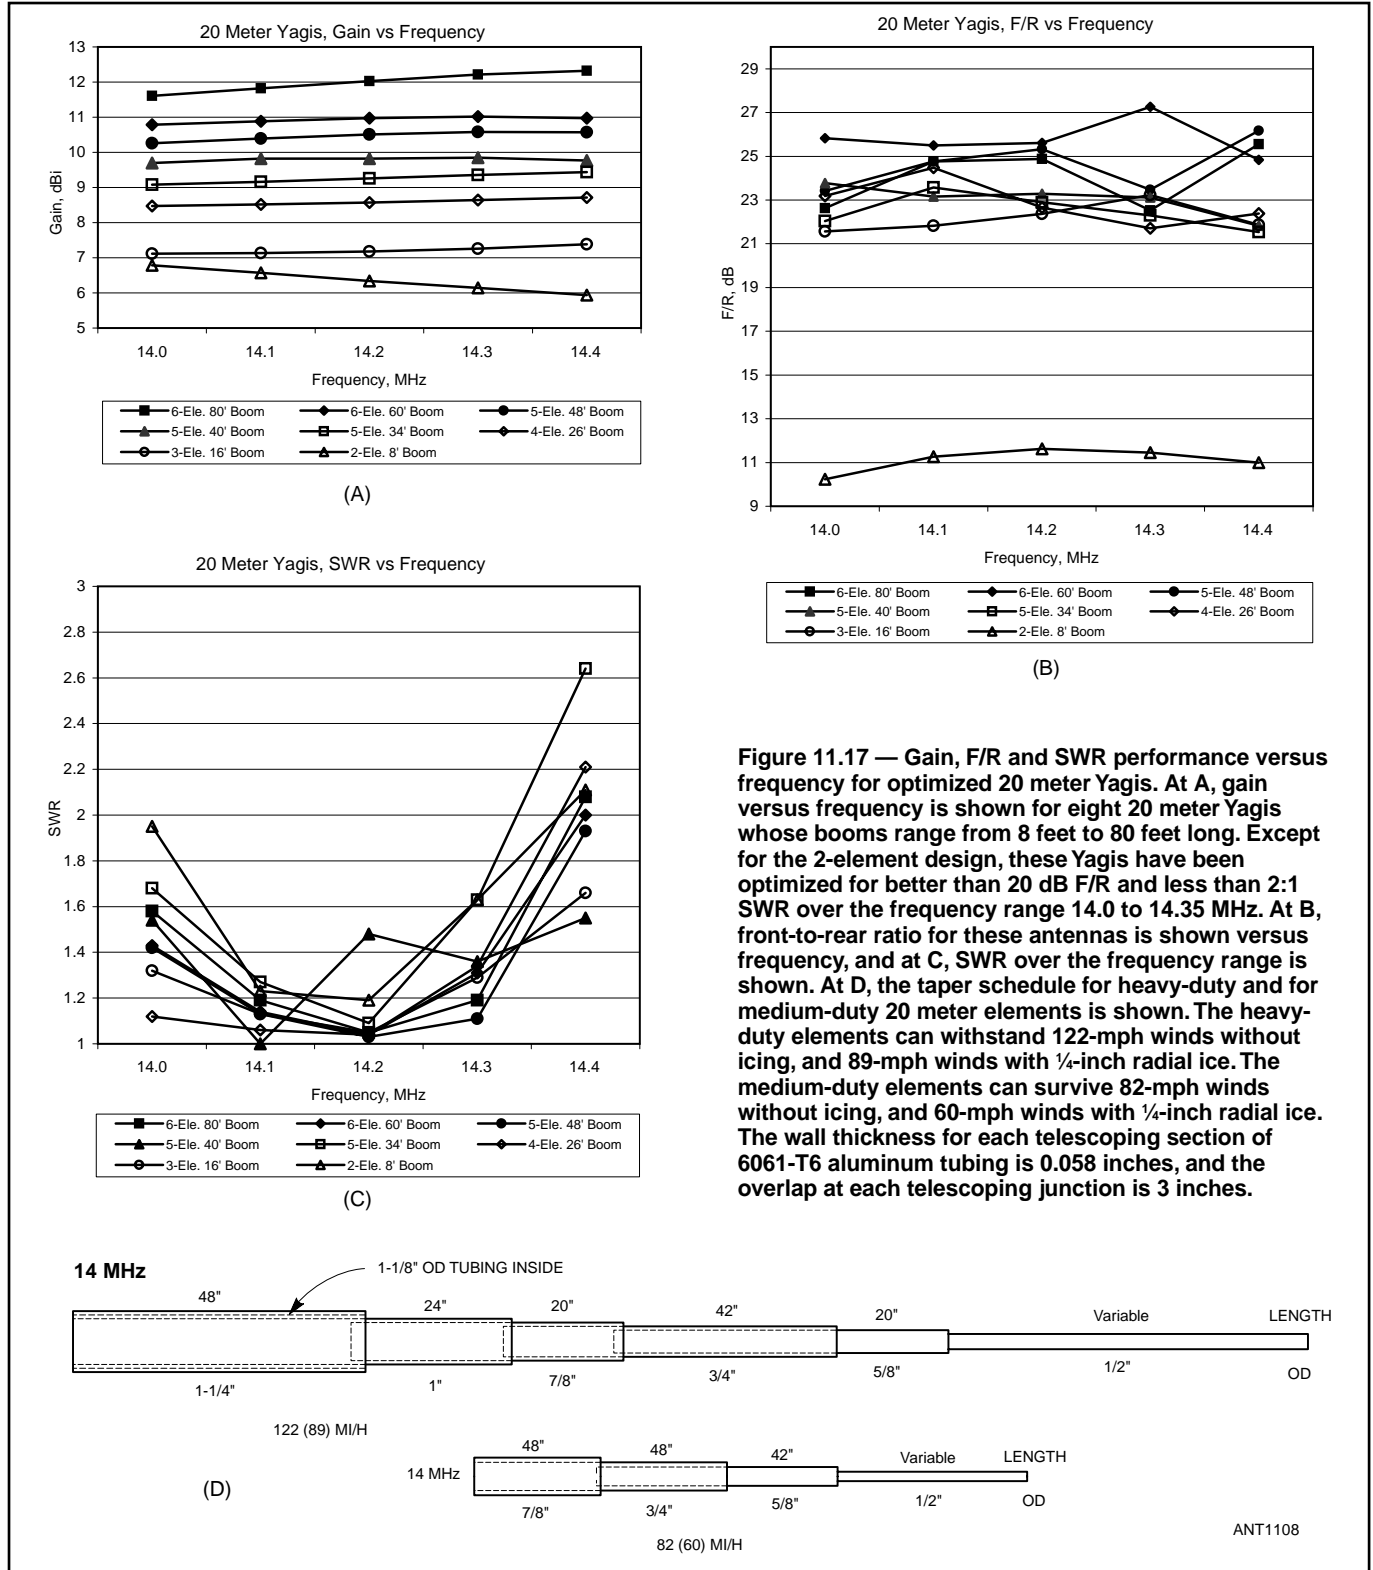 20 Meter Yagis, Gain vs Frequency
13
12
11
10
9
8
7
6
5
Gain, dBi
14.0 14.1 14.2 14.3 14.4
Frequency, MHz
6-Ele. 80' Boom 6-Ele. 60' Boom 5-Ele. 48' Boom
5-Ele. 40' Boom 5-Ele. 34' Boom 4-Ele. 26' Boom
3-Ele. 16' Boom 2-Ele. 8' Boom
(A)
20 Meter Yagis, F/R vs Frequency
29
27
25
23
21
19
17
15
13
11
9
F/R, dB
14.0 14.1 14.2 14.3 14.4
Frequency, MHz
6-Ele. 80' Boom 6-Ele. 60' Boom 5-Ele. 48' Boom
5-Ele. 40' Boom 5-Ele. 34' Boom 4-Ele. 26' Boom
3-Ele. 16' Boom 2-Ele. 8' Boom
(B)
20 Meter Yagis, SWR vs Frequency
3
2.8
2.6
2.4
2.2
2
1.8
1.6
1.4
1.2
1
SWR
14.0 14.1 14.2 14.3 14.4
Frequency, MHz
6-Ele. 80' Boom 6-Ele. 60' Boom 5-Ele. 48' Boom
5-Ele. 40' Boom 5-Ele. 34' Boom 4-Ele. 26' Boom
3-Ele. 16' Boom 2-Ele. 8' Boom
(C)
Figure 11.17 — Gain, F/R and SWR performance versus
frequency for optimized 20 meter Yagis. At A, gain
versus frequency is shown for eight 20 meter Yagis
whose booms range from 8 feet to 80 feet long. Except
for the 2-element design, these Yagis have been
optimized for better than 20 dB F/R and less than 2:1
SWR over the frequency range 14.0 to 14.35 MHz. At B,
front-to-rear ratio for these antennas is shown versus
frequency, and at C, SWR over the frequency range is
shown. At D, the taper schedule for heavy-duty and for
medium-duty 20 meter elements is shown. The heavy-
duty elements can withstand 122-mph winds without
icing, and 89-mph winds with ¼-inch radial ice. The
medium-duty elements can survive 82-mph winds
without icing, and 60-mph winds with ¼-inch radial ice.
The wall thickness for each telescoping section of
6061-T6 aluminum tubing is 0.058 inches, and the
overlap at each telescoping junction is 3 inches.
14 MHz
1-1/8" OD TUBING INSIDE
48" 24" 20" 42" 20" Variable LENGTH
1-1/4" 1" 7/8" 3/4" 5/8" 1/2" OD
122 (89) MI/H
(D)
14 MHz
48" 48" 42" Variable LENGTH
7/8" 3/4" 5/8" 1/2" OD
82 (60) MI/H
ANT1108